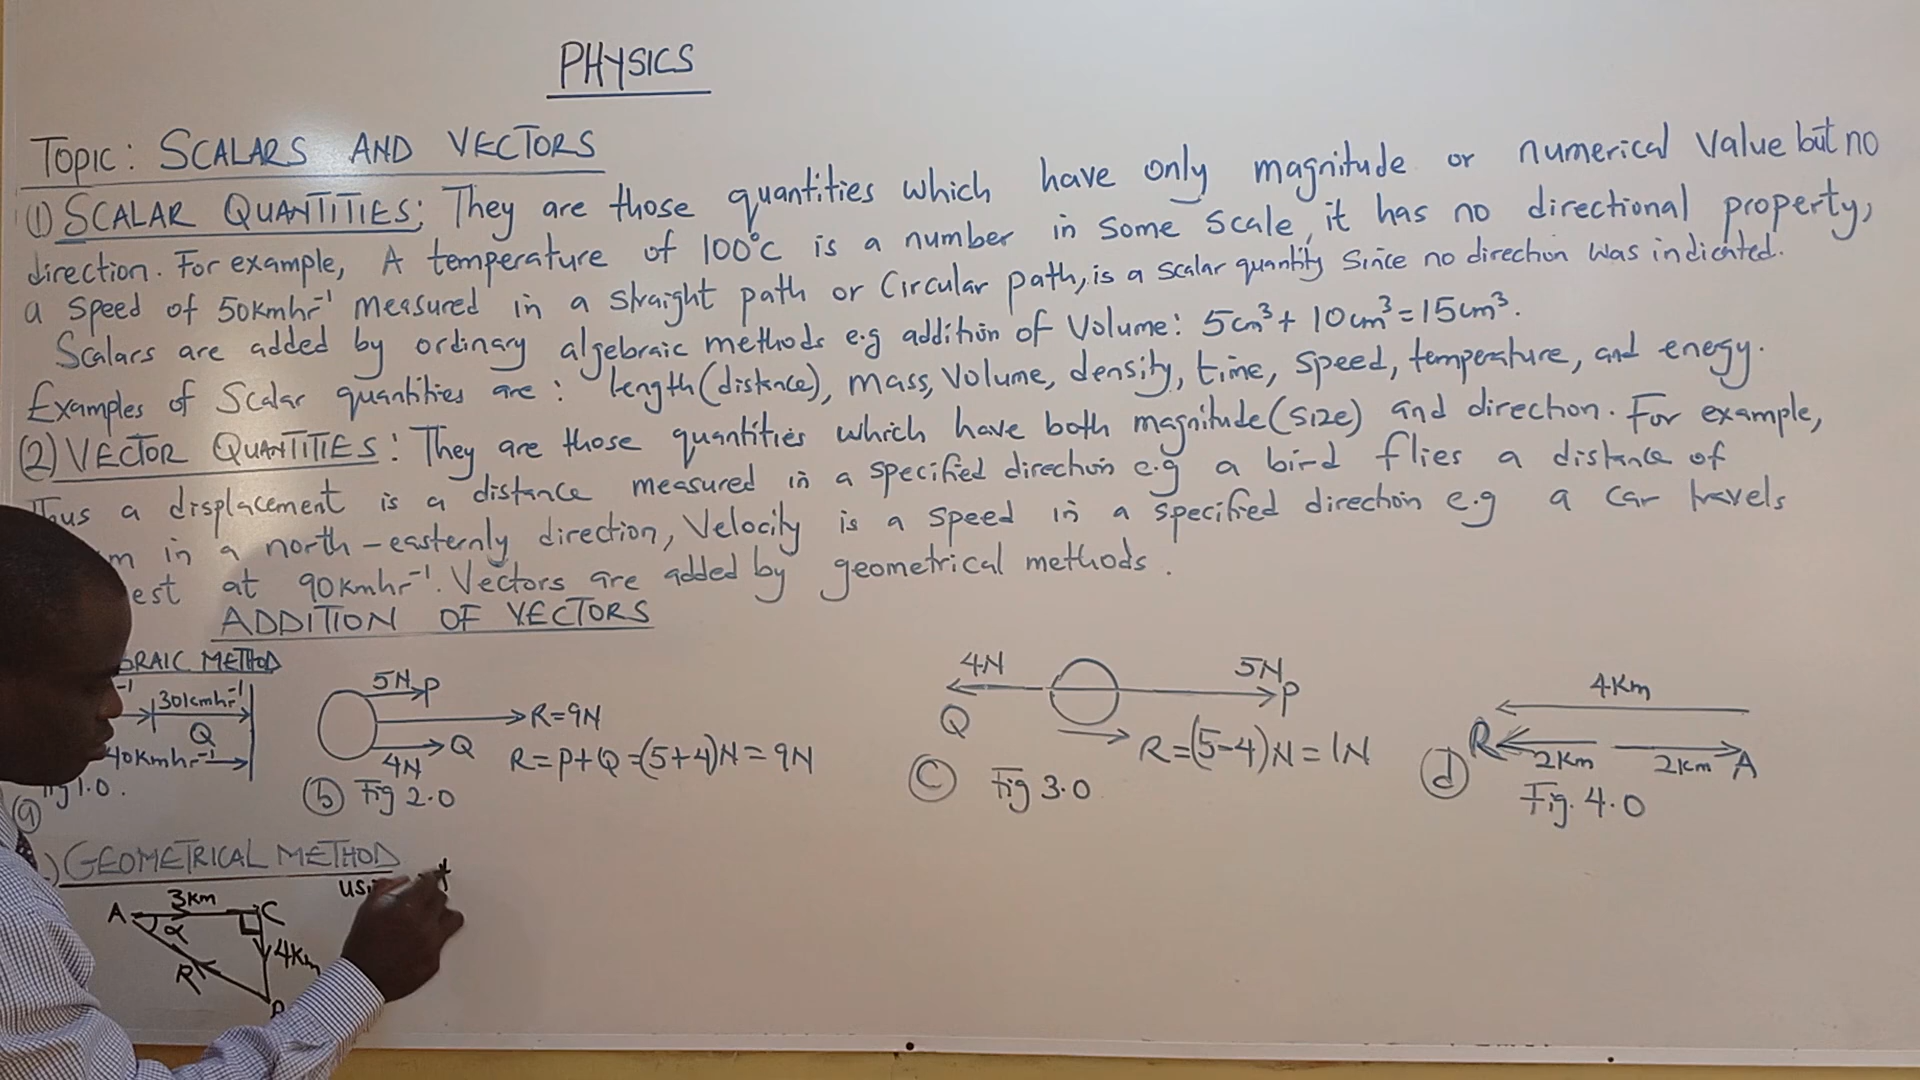 PHYSICS
TOPIC: SCALARS AND VECTORS
(1) SCALAR QUANTITIES; They are those quantities which have only magnitude or numerical value but no
direction. For example, A temperature of 100°c is a number in some scale, it has no directional property,
a speed of 50kmhr⁻¹ measured in a straight path or circular path, is a scalar quantity since no direction was indicated.
Scalars are added by ordinary algebraic methods e.g addition of volume: 5cm³ + 10cm³ = 15cm³.
Examples of scalar quantities are: length(distance), mass, volume, density, time, speed, temperature, and enegy.
(2) VECTOR QUANTITIES: They are those quantities which have both magnitude(size) and direction. For example,
Thus a displacement is a distance measured in a specified direction e.g a bird flies a distance of
m in a north-easternly direction, Velocity is a speed in a specified direction e.g a car travels
est at 90kmhr⁻¹. Vectors are added by geometrical methods.
ADDITION OF VECTORS
BRAIC METHOD
⁻¹ 30kmhr⁻¹
Q
40kmhr⁻¹
(a) Fig 1.0.
5N P
R=9N
4N Q
R=P+Q=(5+4)N=9N
(b) Fig 2.0
4N 5N
Q P
R=(5-4)N=1N
(c) Fig 3.0
4Km
R 2Km 2Km A
(d) Fig. 4.0
) GEOMETRICAL METHOD
A 3km C
α
R 4Km